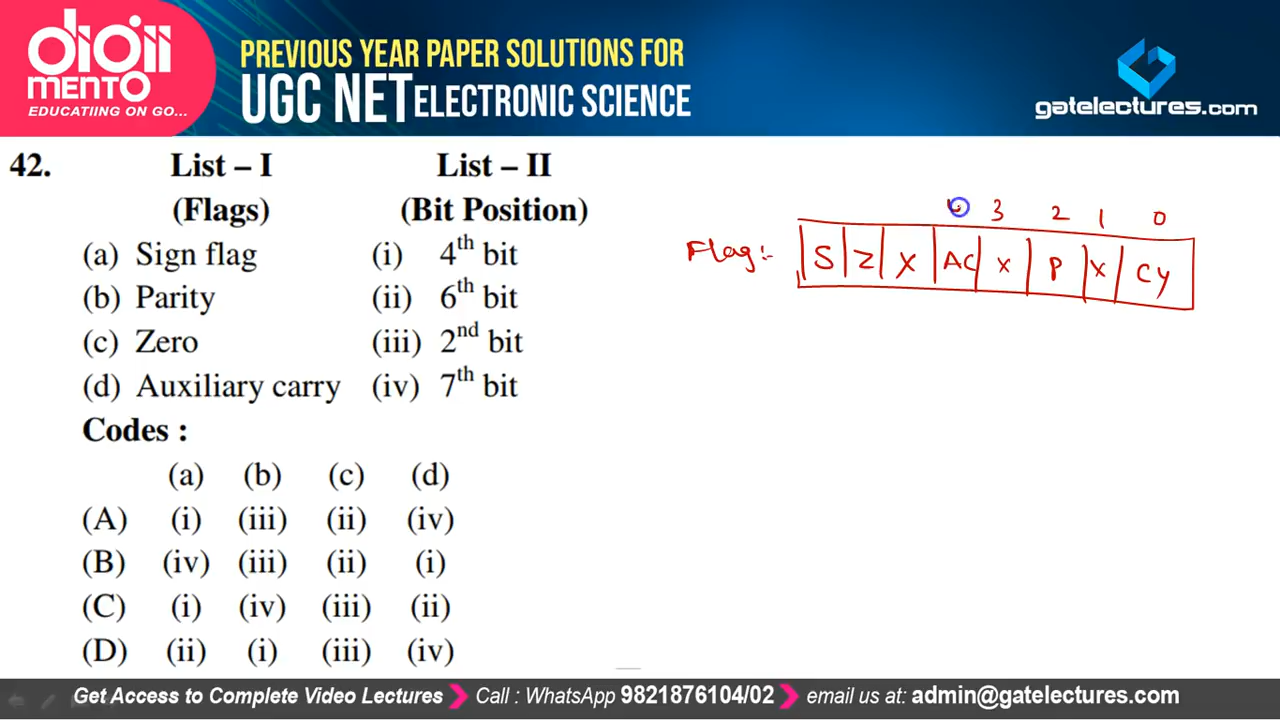 dıgıı
MENTO
EDUCATIING ON GO...
PREVIOUS YEAR PAPER SOLUTIONS FOR
UGC NET ELECTRONIC SCIENCE
gatelectures.com
42. List – I List – II
(Flags) (Bit Position)
(a) Sign flag (i) 4th bit
(b) Parity (ii) 6th bit
(c) Zero (iii) 2nd bit
(d) Auxiliary carry (iv) 7th bit
Codes :
(a) (b) (c) (d)
(A) (i) (iii) (ii) (iv)
(B) (iv) (iii) (ii) (i)
(C) (i) (iv) (iii) (ii)
(D) (ii) (i) (iii) (iv)
3 2 1 0
Flag:- S Z X AC X P X CY
Get Access to Complete Video Lectures Call : WhatsApp 9821876104/02 email us at: admin@gatelectures.com